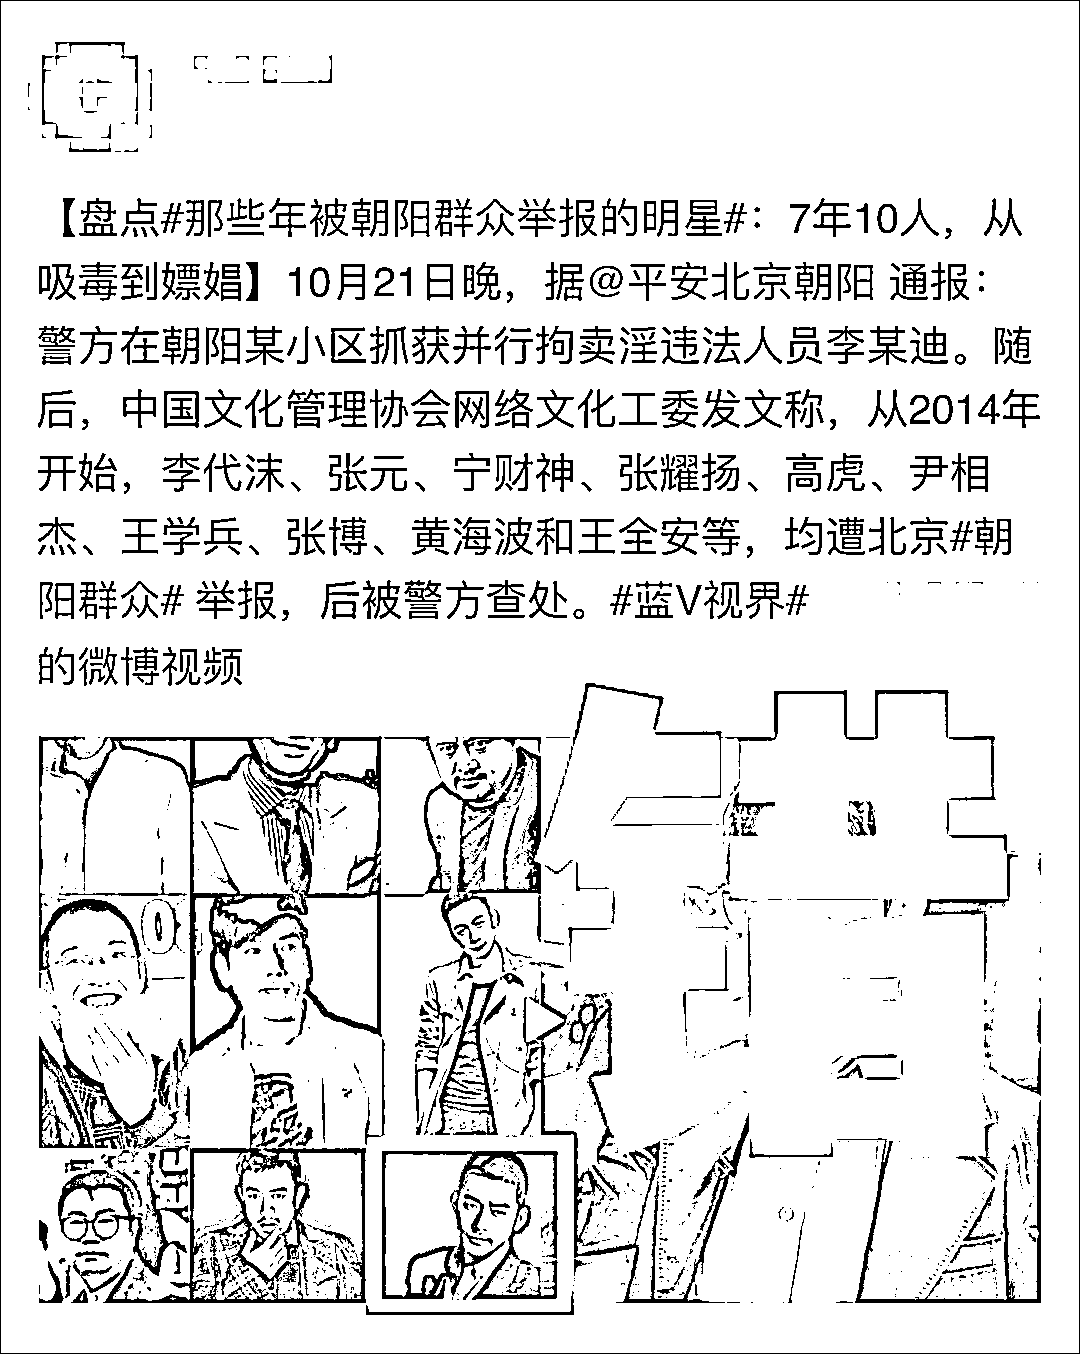 【盘点#那些年被朝阳群众举报的明星#：7年10人，从
吸毒到嫖娼】10月21日晚，据@平安北京朝阳 通报：
警方在朝阳某小区抓获并行拘卖淫违法人员李某迪。随
后，中国文化管理协会网络文化工委发文称，从2014年
开始，李代沫、张元、宁财神、张耀扬、高虎、尹相
杰、王学兵、张博、黄海波和王全安等，均遭北京#朝
阳群众# 举报，后被警方查处。#蓝V视界#
的微博视频